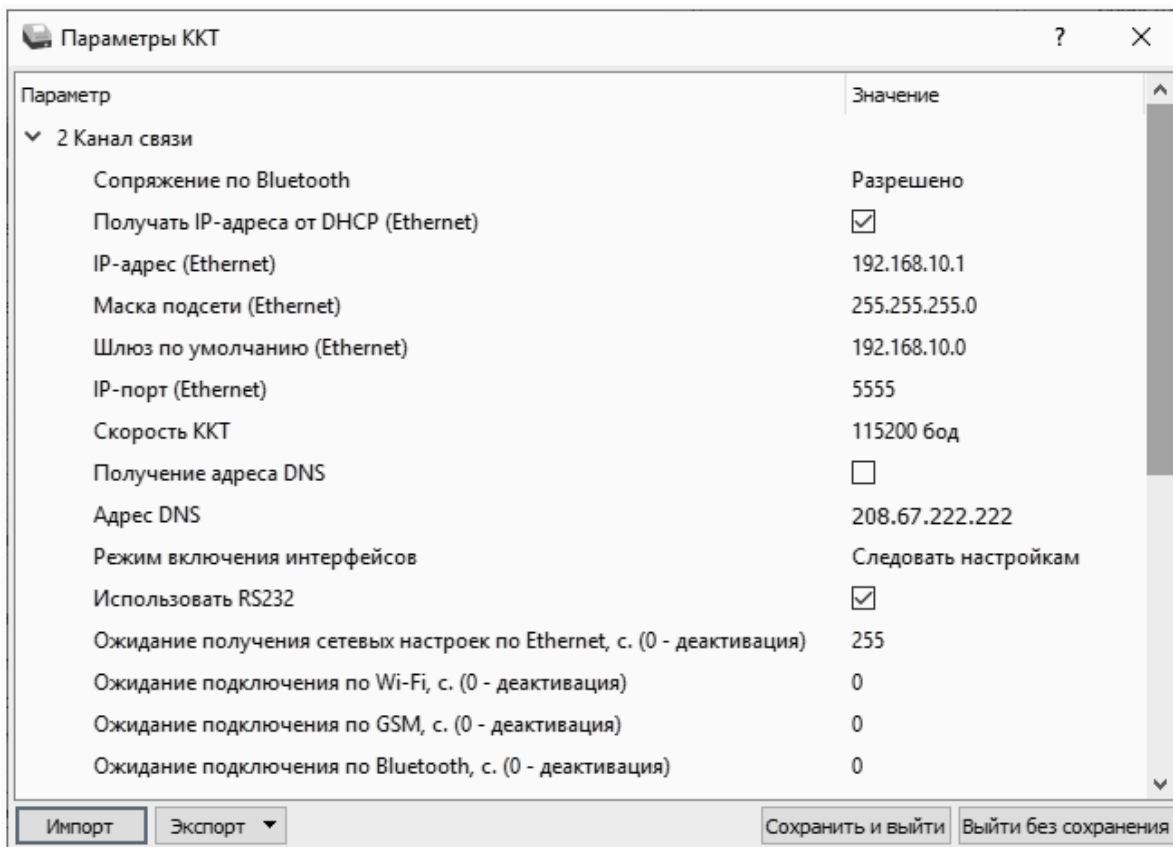 Параметры ККТ ?
Параметр Значение
2 Канал связи
Сопряжение по Bluetooth Разрешено
Получать IP-адреса от DHCP (Ethernet)
IP-адрес (Ethernet) 192.168.10.1
Маска подсети (Ethernet) 255.255.255.0
Шлюз по умолчанию (Ethernet) 192.168.10.0
IP-порт (Ethernet) 5555
Скорость ККТ 115200 бод
Получение адреса DNS
Адрес DNS 208.67.222.222
Режим включения интерфейсов Следовать настройкам
Использовать RS232
Ожидание получения сетевых настроек по Ethernet, с. (0 - деактивация) 255
Ожидание подключения по Wi-Fi, с. (0 - деактивация) 0
Ожидание подключения по GSM, с. (0 - деактивация) 0
Ожидание подключения по Bluetooth, с. (0 - деактивация) 0
Импорт Экспорт Сохранить и выйти Выйти без сохранения